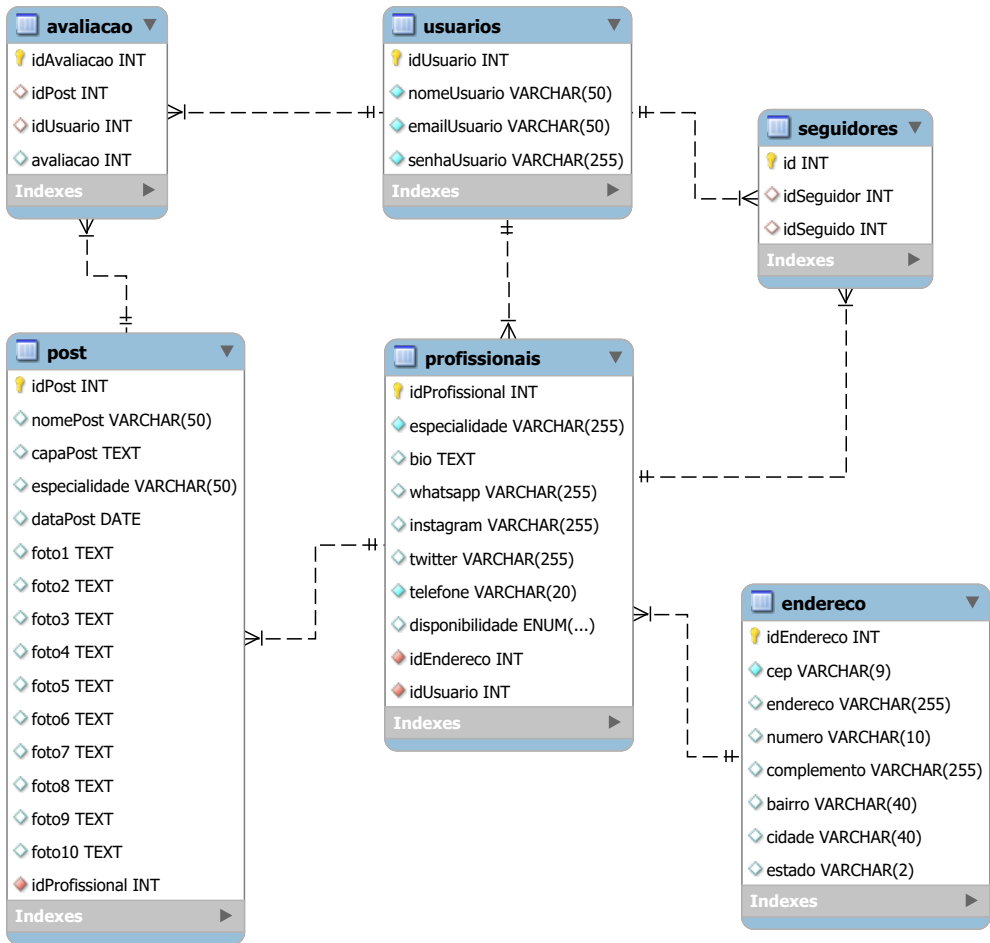 avaliacao
idAvaliacao INT
idPost INT
idUsuario INT
avaliacao INT
Indexes
usuarios
idUsuario INT
nomeUsuario VARCHAR(50)
emailUsuario VARCHAR(50)
senhaUsuario VARCHAR(255)
Indexes
seguidores
id INT
idSeguidor INT
idSeguido INT
Indexes
post
idPost INT
nomePost VARCHAR(50)
capaPost TEXT
especialidade VARCHAR(50)
dataPost DATE
foto1 TEXT
foto2 TEXT
foto3 TEXT
foto4 TEXT
foto5 TEXT
foto6 TEXT
foto7 TEXT
foto8 TEXT
foto9 TEXT
foto10 TEXT
idProfissional INT
Indexes
profissionais
idProfissional INT
especialidade VARCHAR(255)
bio TEXT
whatsapp VARCHAR(255)
instagram VARCHAR(255)
twitter VARCHAR(255)
telefone VARCHAR(20)
disponibilidade ENUM(...)
idEndereco INT
idUsuario INT
Indexes
endereco
idEndereco INT
cep VARCHAR(9)
endereco VARCHAR(255)
numero VARCHAR(10)
complemento VARCHAR(255)
bairro VARCHAR(40)
cidade VARCHAR(40)
estado VARCHAR(2)
Indexes